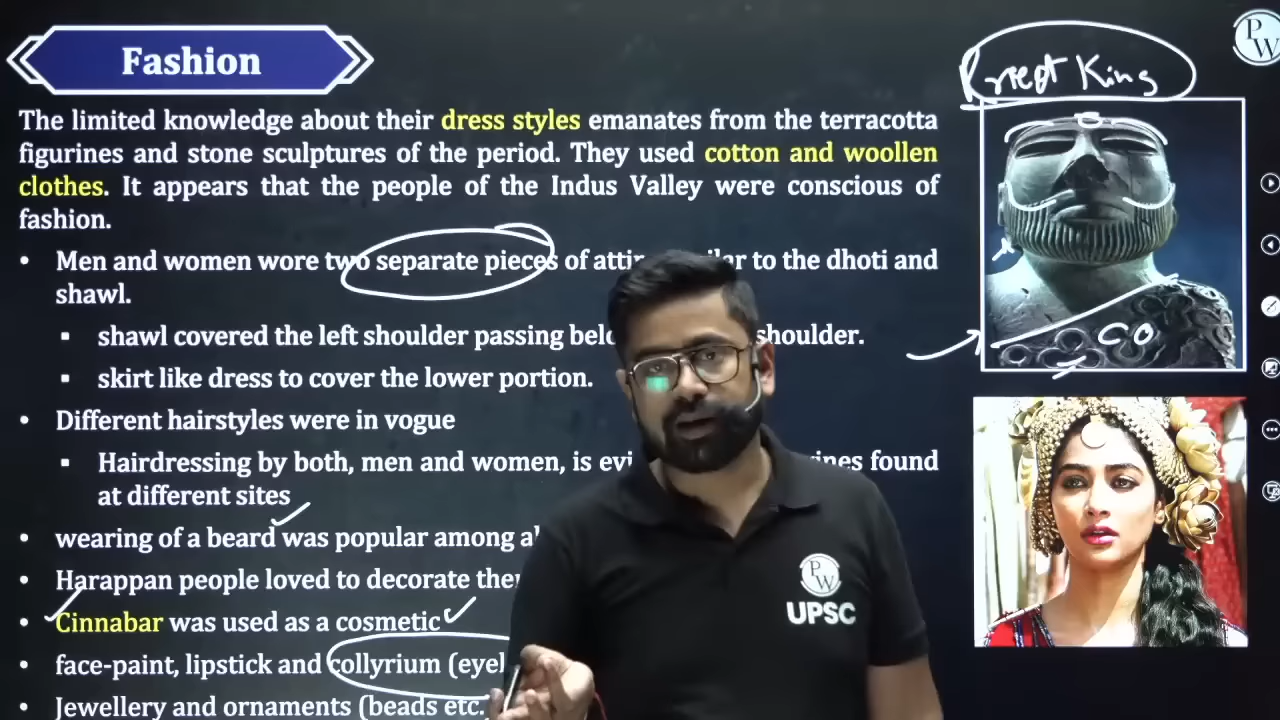 Fashion
Priest King
The limited knowledge about their dress styles emanates from the terracotta
figurines and stone sculptures of the period. They used cotton and woollen
clothes. It appears that the people of the Indus Valley were conscious of
fashion.
• Men and women wore two separate pieces of to the dhoti and
shawl.
▪ shawl covered the left shoulder passing shoulder.
▪ skirt like dress to cover the lower portion.
• Different hairstyles were in vogue
▪ Hairdressing by both, men and women, is found
at different sites
• wearing of a beard was popular among
• Harappan people loved to decorate
• Cinnabar was used as a cosmetic
• face-paint, lipstick and collyrium
• Jewellery and ornaments (beads etc.
CO
PW
PW
UPSC